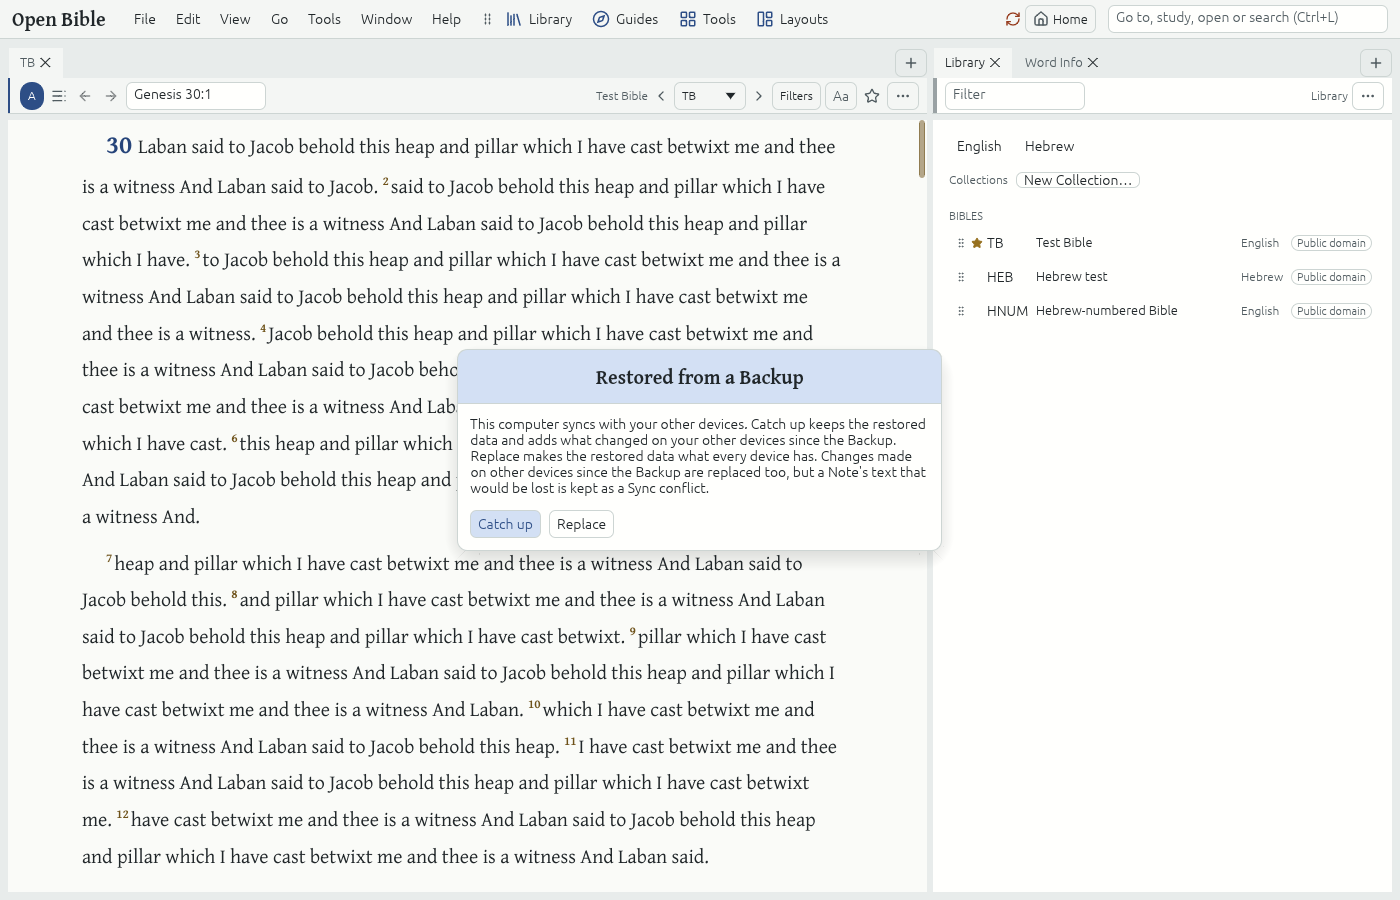 Open Bible File Edit View Go Tools Window Help Library Guides Tools Layouts Home Go to, study, open or search (Ctrl+L)
TB
A Genesis 30:1 Test Bible TB Filters Aa
30 Laban said to Jacob behold this heap and pillar which I have cast betwixt me and thee
is a witness And Laban said to Jacob. 2 said to Jacob behold this heap and pillar which I have
cast betwixt me and thee is a witness And Laban said to Jacob behold this heap and pillar
which I have. 3 to Jacob behold this heap and pillar which I have cast betwixt me and thee is a
witness And Laban said to Jacob behold this heap and pillar which I have cast betwixt me
and thee is a witness. 4 Jacob behold this heap and pillar which I have cast betwixt me and
thee is a witness And Laban said to Jacob
cast betwixt me and thee is a witness And
which I have cast. 6 this heap and pillar which
And Laban said to Jacob behold this heap and
a witness And.
7 heap and pillar which I have cast betwixt me and thee is a witness And Laban said to
Jacob behold this. 8 and pillar which I have cast betwixt me and thee is a witness And Laban
said to Jacob behold this heap and pillar which I have cast betwixt. 9 pillar which I have cast
betwixt me and thee is a witness And Laban said to Jacob behold this heap and pillar which I
have cast betwixt me and thee is a witness And Laban. 10 which I have cast betwixt me and
thee is a witness And Laban said to Jacob behold this heap. 11 I have cast betwixt me and thee
is a witness And Laban said to Jacob behold this heap and pillar which I have cast betwixt
me. 12 have cast betwixt me and thee is a witness And Laban said to Jacob behold this heap
and pillar which I have cast betwixt me and thee is a witness And Laban said.
Restored from a Backup
This computer syncs with your other devices. Catch up keeps the restored
data and adds what changed on your other devices since the Backup.
Replace makes the restored data what every device has. Changes made
on other devices since the Backup are replaced too, but a Note's text that
would be lost is kept as a Sync conflict.
Catch up Replace
Library Word Info
Filter Library
English Hebrew
Collections New Collection...
BIBLES
TB Test Bible English Public domain
HEB Hebrew test Hebrew Public domain
HNUM Hebrew-numbered Bible English Public domain